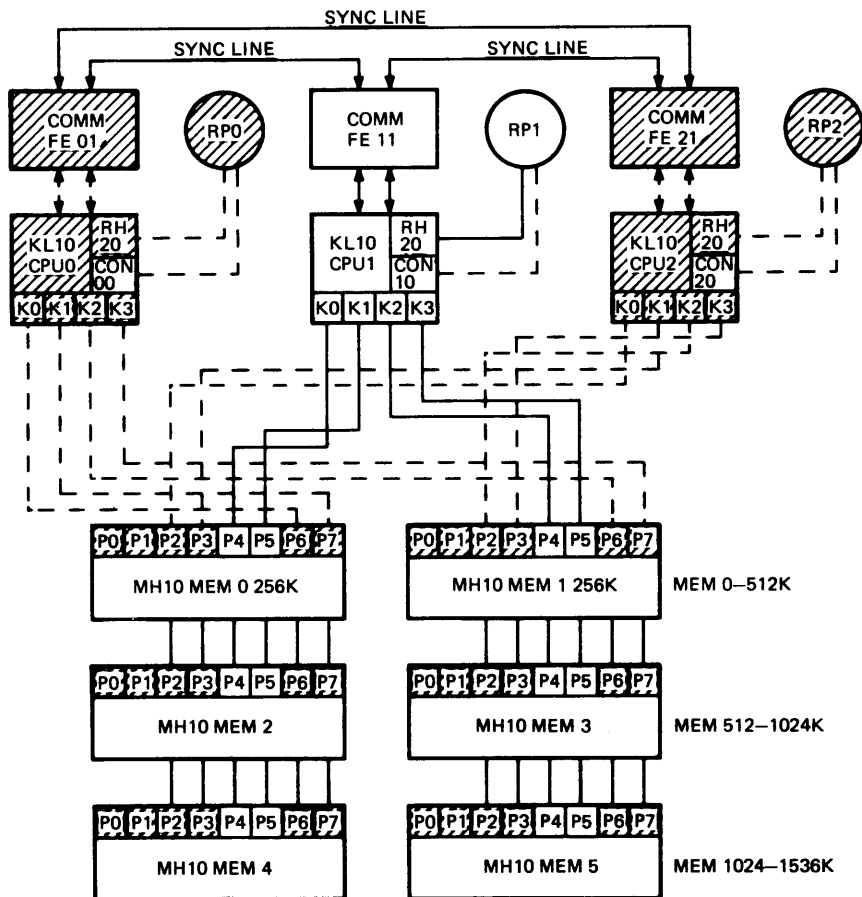 SYNC LINE
SYNC LINE
SYNC LINE
COMM
FE 01
RP0
COMM
FE 11
RP1
COMM
FE 21
RP2
KL10
CPU0
RH
20
CON
00
K0 K1 K2 K3
KL10
CPU1
RH
20
CON
10
K0 K1 K2 K3
KL10
CPU2
RH
20
CON
20
K0 K1 K2 K3
P0 P1 P2 P3 P4 P5 P6 P7
MH10 MEM 0 256K
P0 P1 P2 P3 P4 P5 P6 P7
MH10 MEM 1 256K
MEM 0–512K
P0 P1 P2 P3 P4 P5 P6 P7
MH10 MEM 2
P0 P1 P2 P3 P4 P5 P6 P7
MH10 MEM 3
MEM 512–1024K
P0 P1 P2 P3 P4 P5 P6 P7
MH10 MEM 4
P0 P1 P2 P3 P4 P5 P6 P7
MH10 MEM 5
MEM 1024–1536K